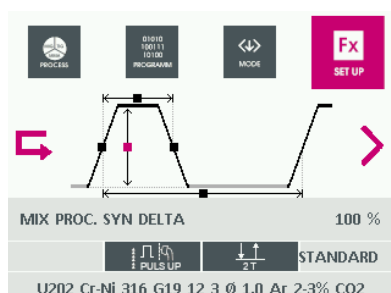 01010
100111
10100
Fx
PROCESS
PROGRAMM
MODE
SET UP
MIX PROC. SYN DELTA 100 %
PULS UP
2T
STANDARD
U202 Cr-Ni 316 G19 12 3 Ø 1.0 Ar 2-3% CO2